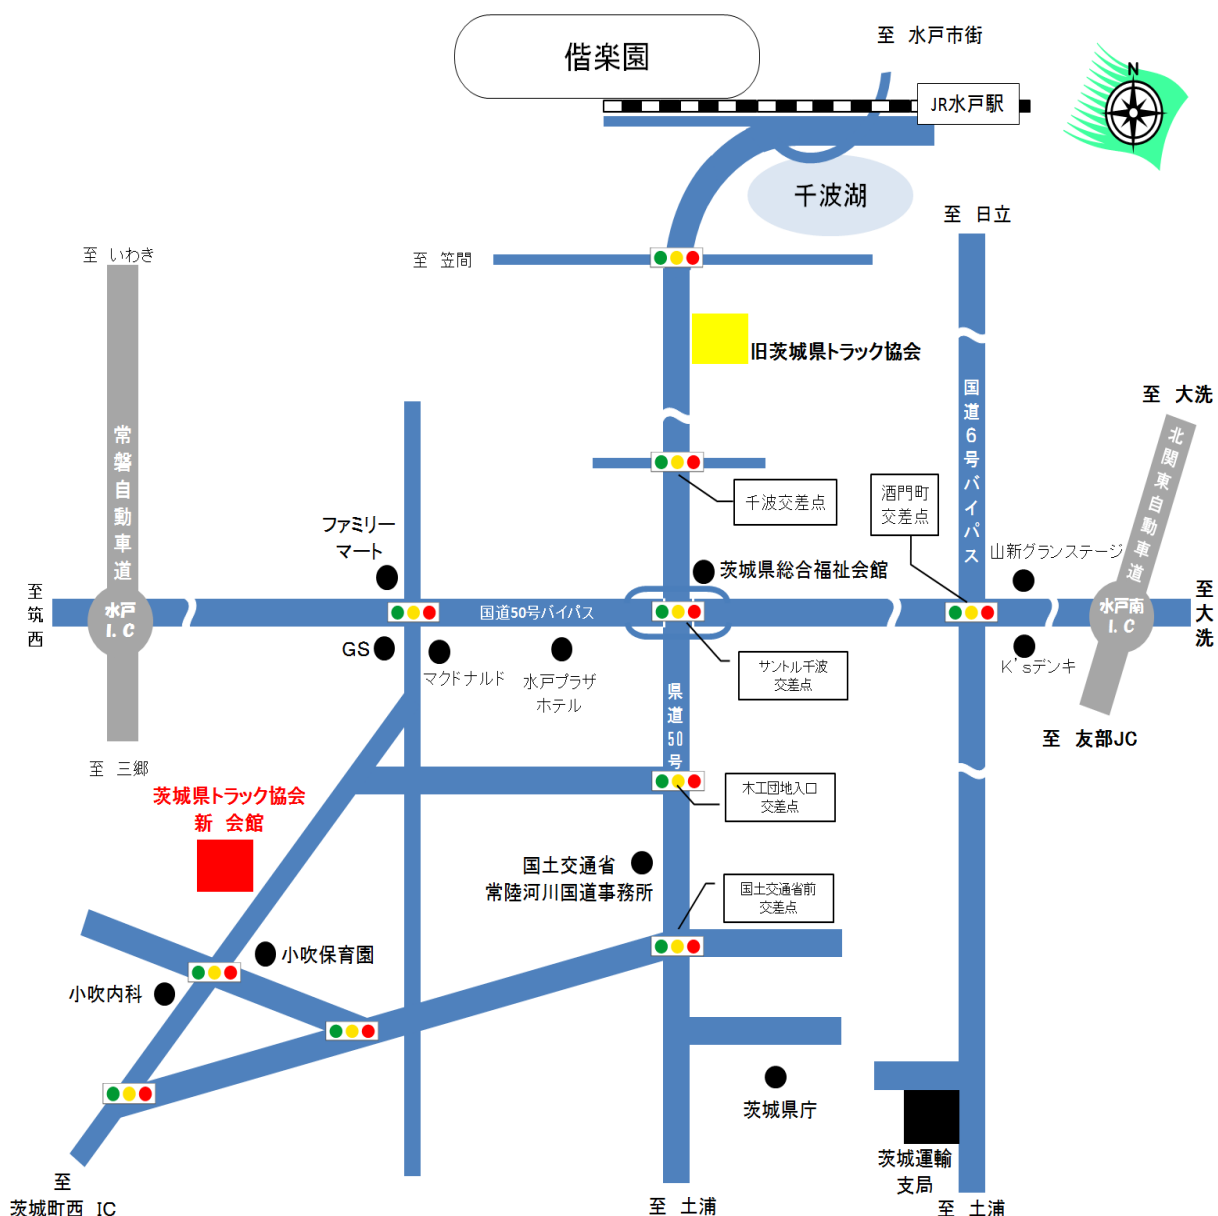 至 水戸市街
偕楽園
N
JR水戸駅
千波湖
至 日立
至 いわき
至 笠間
旧茨城県トラック協会
国道6号バイパス
至 大洗
北関東自動車道
常磐自動車道
千波交差点
酒門町
交差点
ファミリー
マート
山新グランステージ
茨城県総合福祉会館
至筑西
水戸
I.C
国道50号バイパス
水戸南
I.C
至大洗
GS
マクドナルド
水戸プラザ
ホテル
サントル千波
交差点
K'sデンキ
県道50号
至 友部JC
至 三郷
茨城県トラック協会
新 会館
木工団地入口
交差点
国土交通省
常陸河川国道事務所
国土交通省前
交差点
小吹保育園
小吹内科
茨城県庁
茨城運輸
支局
至
茨城町西 IC
至 土浦
至 土浦